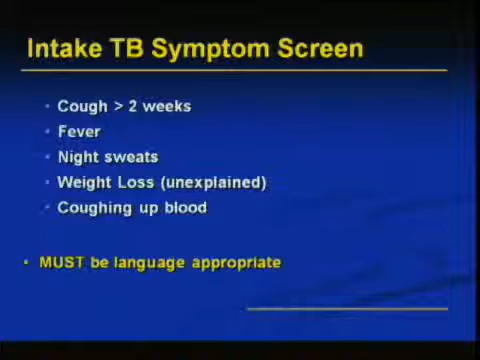 Intake TB Symptom Screen
• Cough > 2 weeks
• Fever
• Night sweats
• Weight Loss (unexplained)
• Coughing up blood
• MUST be language appropriate